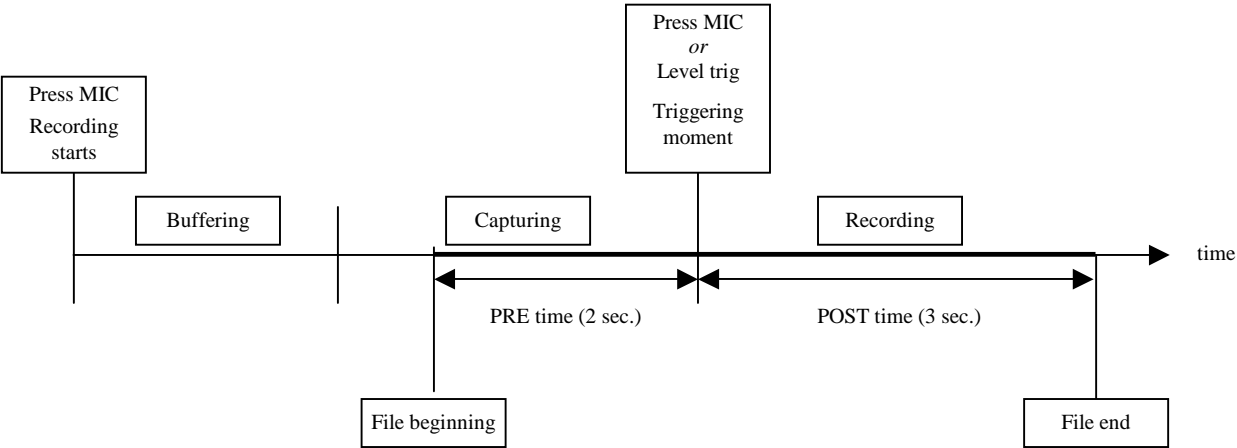 Press MIC
or
Level trig
Triggering
moment
Press MIC
Recording
starts
Buffering
Capturing
Recording
time
PRE time (2 sec.)
POST time (3 sec.)
File beginning
File end